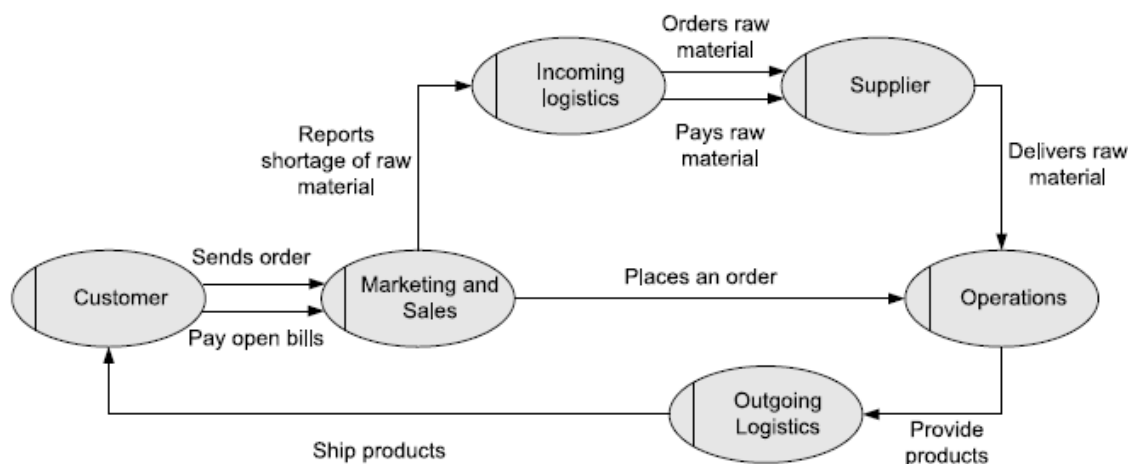 Orders raw
material
Incoming
logistics
Supplier
Pays raw
material
Reports
shortage of raw
material
Delivers raw
material
Sends order
Customer
Pay open bills
Marketing and
Sales
Places an order
Operations
Outgoing
Logistics
Provide
products
Ship products